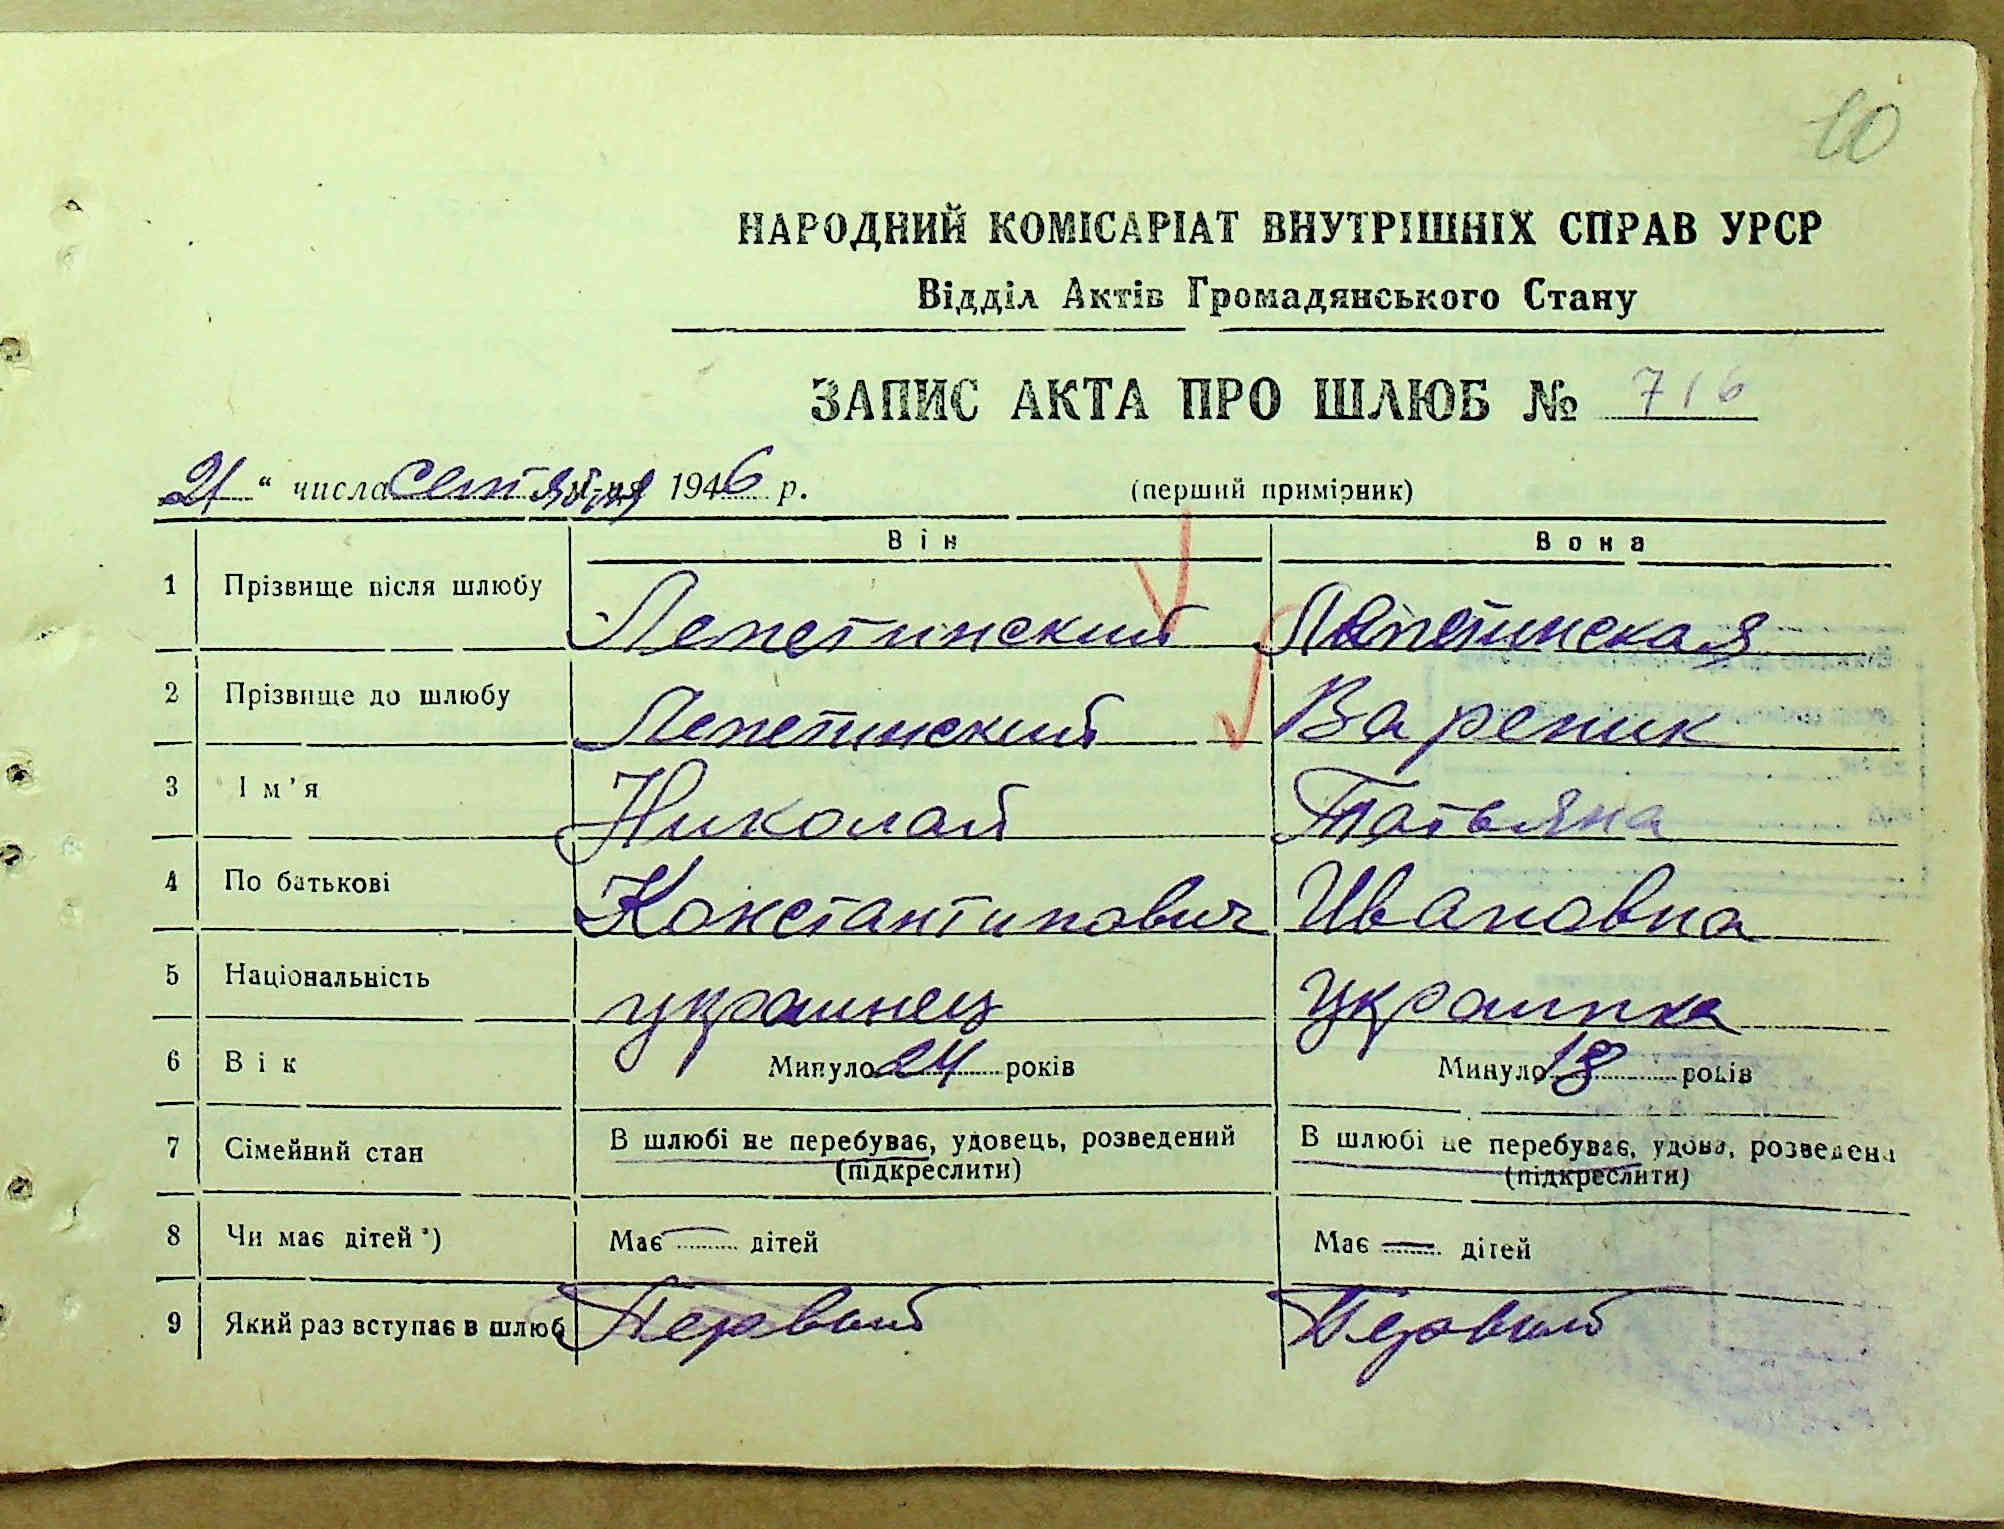 10
НАРОДНИЙ КОМІСАРІАТ ВНУТРІШНІХ СПРАВ УРСР
Відділ Актів Громадянського Стану
ЗАПИС АКТА ПРО ШЛЮБ № 716
21 " числа сентября м-ця 1946 р. (перший примірник)
Він Вона
1 Прізвище після шлюбу Лепетинский Лепетинская
2 Прізвище до шлюбу Лепетинский Вареник
3 Ім'я Николай Татьяна
4 По батькові Константинович Ивановна
5 Національність украинец украинка
6 Вік Минуло 24 років Минуло 18 років
7 Сімейний стан В шлюбі не перебуває, удовець, розведений (підкреслити) В шлюбі не перебуває, удова, розведена (підкреслити)
8 Чи має дітей *) Має — дітей Має — дітей
9 Який раз вступає в шлюб Первый Первый